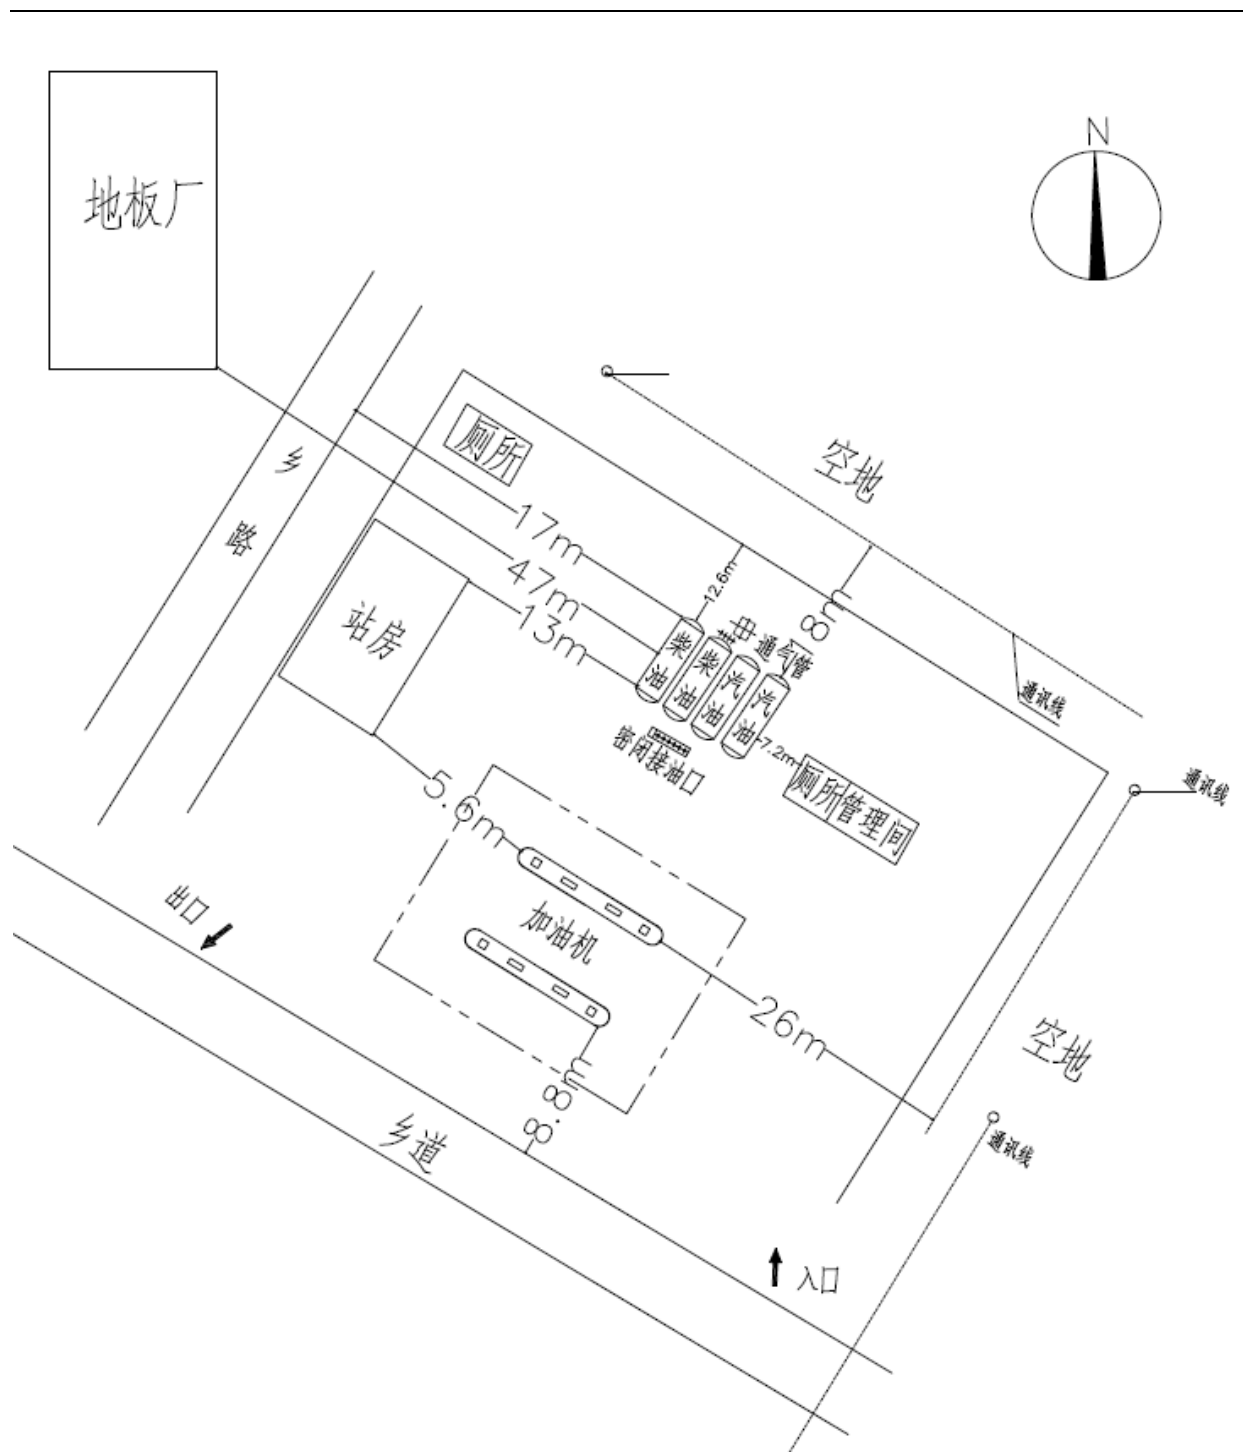 N
地板厂
厕所
空地
乡路
17m
12.6m
47m
18m
13m
站房
柴油
柴油
汽油
汽油
通气管
通讯线
密闭接油口
7.2m
厕所管理间
通讯线
5.6m
出口
加油机
26m
空地
8.8m
乡道
通讯线
入口